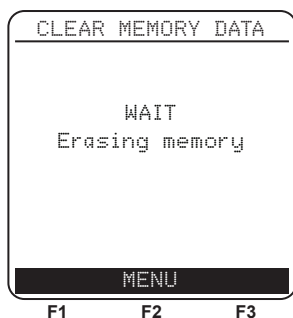 CLEAR MEMORY DATA
WAIT
Erasing memory
MENU
F1 F2 F3